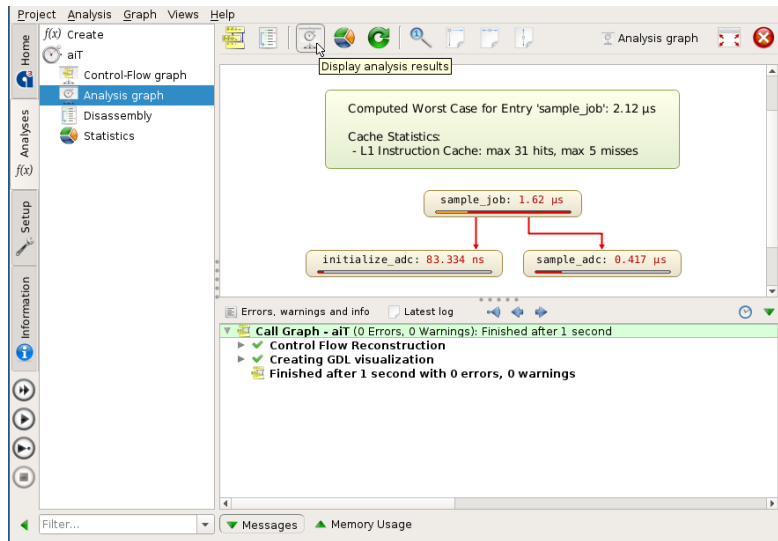 Project Analysis Graph Views Help
Home
Analyses
f(x)
Setup
Information
f(x) Create
aiT
Control-Flow graph
Analysis graph
Disassembly
Statistics
Analysis graph
Display analysis results
Computed Worst Case for Entry 'sample_job': 2.12 µs
Cache Statistics:
- L1 Instruction Cache: max 31 hits, max 5 misses
sample_job: 1.62 µs
initialize_adc: 83.334 ns
sample_adc: 0.417 µs
Errors, warnings and info
Latest log
Call Graph - aiT (0 Errors, 0 Warnings): Finished after 1 second
Control Flow Reconstruction
Creating GDL visualization
Finished after 1 second with 0 errors, 0 warnings
Filter...
Messages
Memory Usage